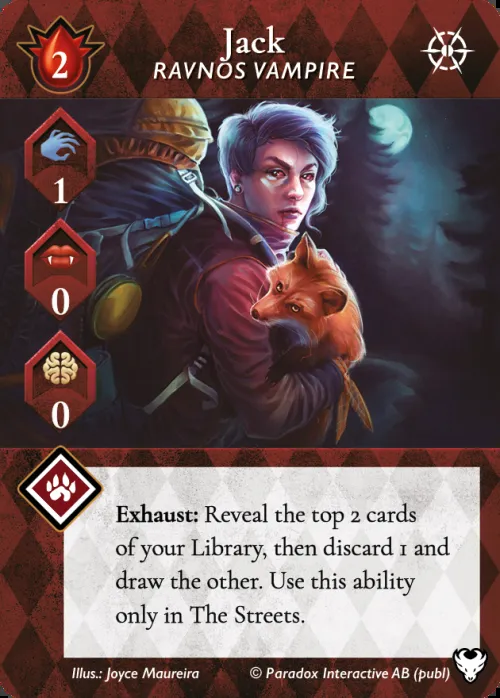 2
Jack
RAVNOS VAMPIRE
1
0
0
Exhaust: Reveal the top 2 cards
of your Library, then discard 1 and
draw the other. Use this ability
only in The Streets.
Illus.: Joyce Maureira © Paradox Interactive AB (publ)